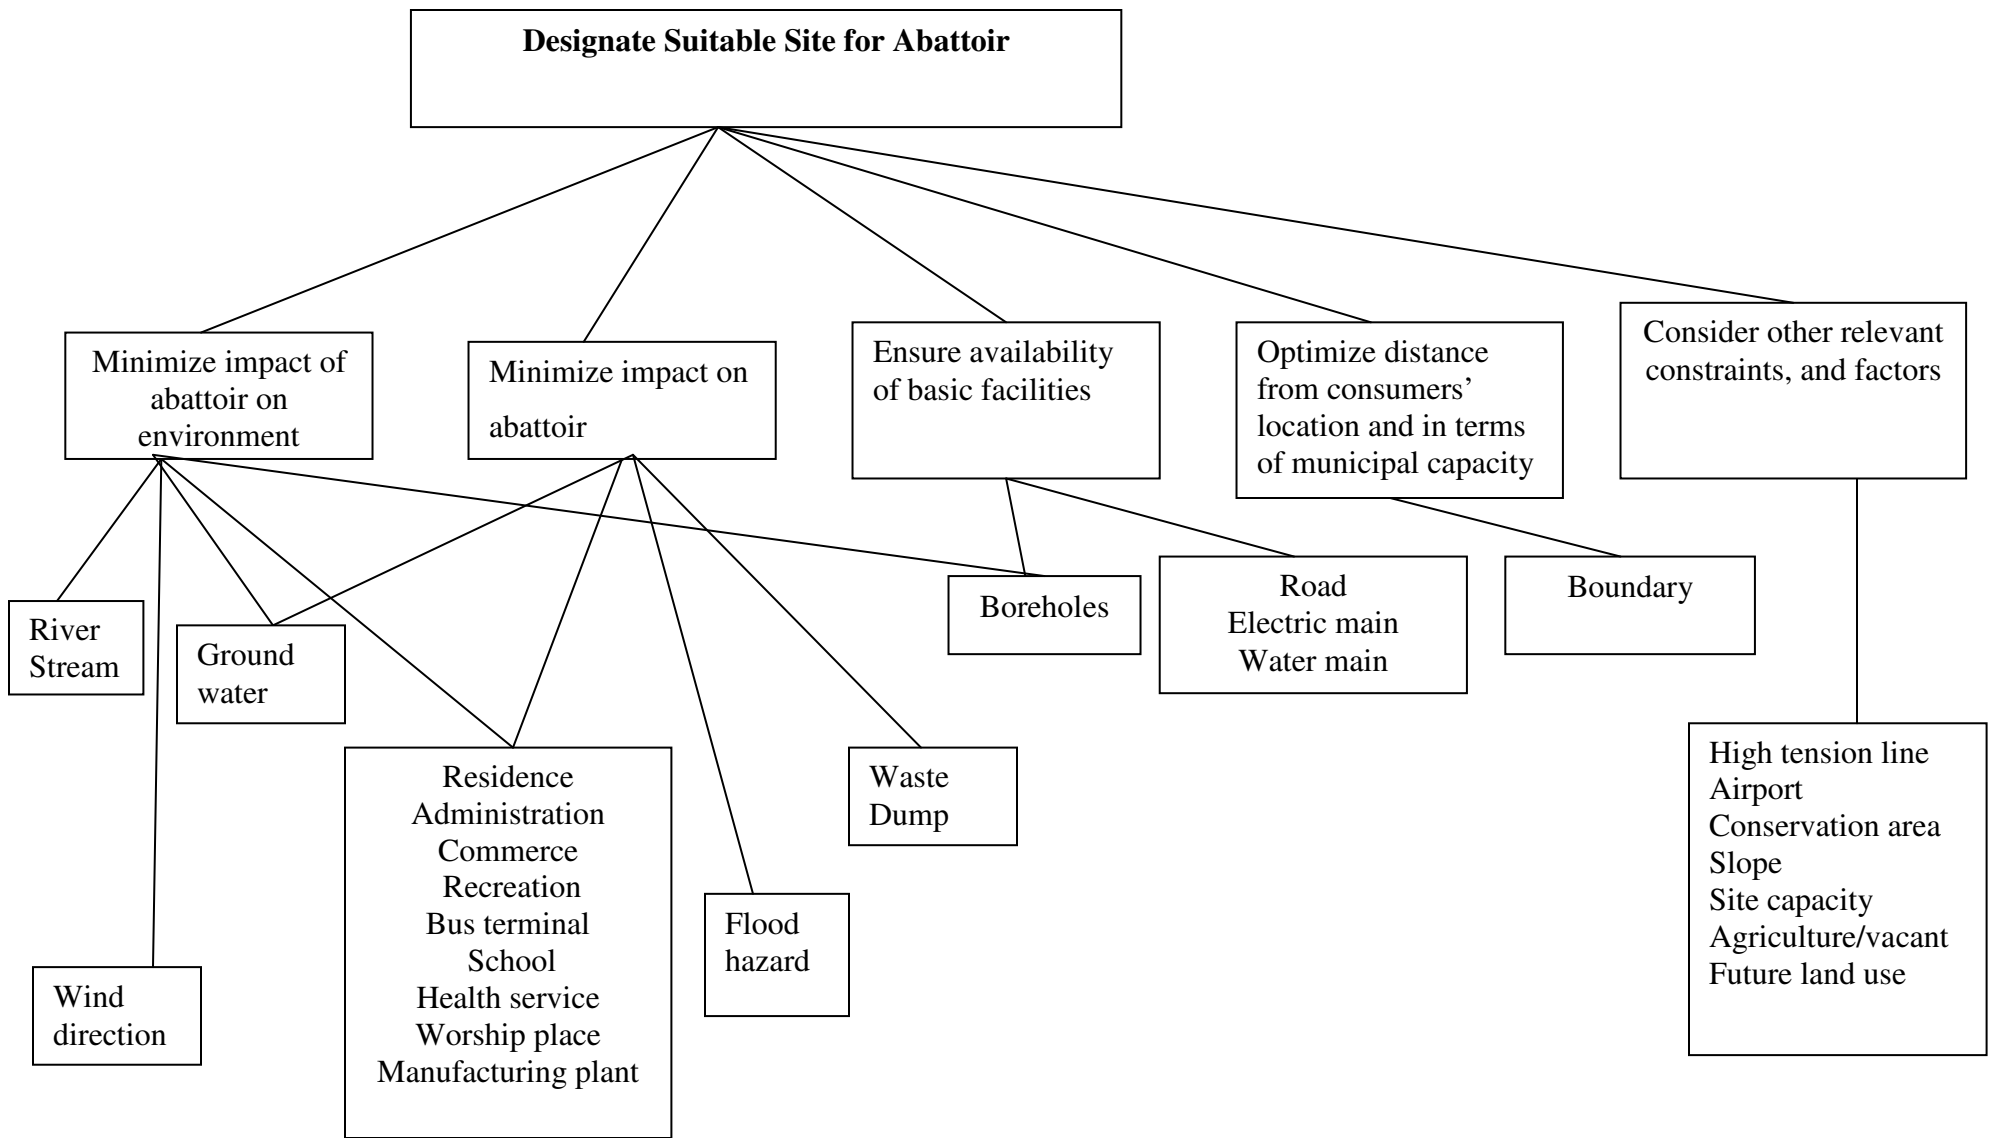 Designate Suitable Site for Abattoir
Minimize impact of
abattoir on
environment
Minimize impact on
abattoir
Ensure availability
of basic facilities
Optimize distance
from consumers’
location and in terms
of municipal capacity
Consider other relevant
constraints, and factors
River
Stream
Ground
water
Boreholes
Road
Electric main
Water main
Boundary
Wind
direction
Residence
Administration
Commerce
Recreation
Bus terminal
School
Health service
Worship place
Manufacturing plant
Flood
hazard
Waste
Dump
High tension line
Airport
Conservation area
Slope
Site capacity
Agriculture/vacant
Future land use